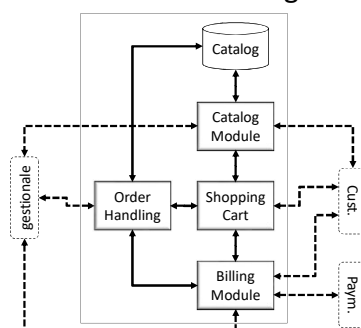 Catalog
Catalog
Module
gestionale
Order
Handling
Shopping
Cart
Cust.
Billing
Module
Paym.